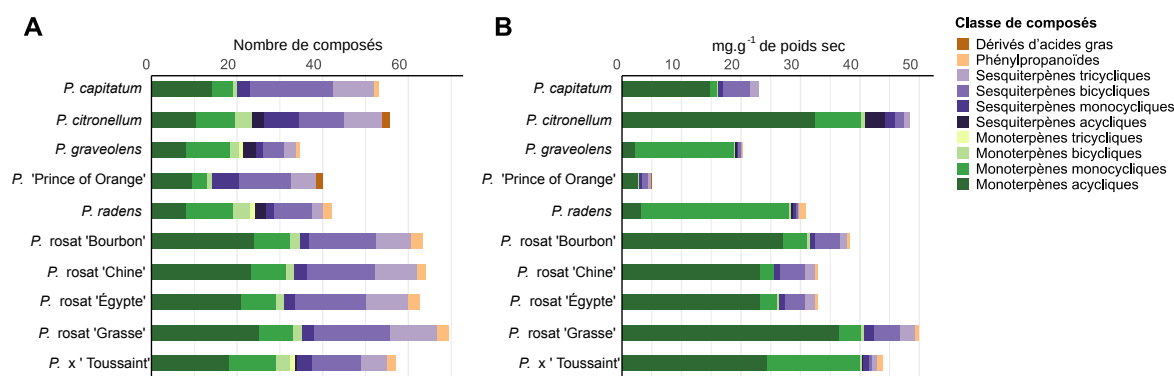 A
Nombre de composés
0 20 40 60
P. capitatum
P. citronellum
P. graveolens
P. 'Prince of Orange'
P. radens
P. rosat 'Bourbon'
P. rosat 'Chine'
P. rosat 'Égypte'
P. rosat 'Grasse'
P. x ' Toussaint'
B
mg.g⁻¹ de poids sec
0 10 20 30 40 50
P. capitatum
P. citronellum
P. graveolens
P. 'Prince of Orange'
P. radens
P. rosat 'Bourbon'
P. rosat 'Chine'
P. rosat 'Égypte'
P. rosat 'Grasse'
P. x ' Toussaint'
Classe de composés
Dérivés d'acides gras
Phénylpropanoïdes
Sesquiterpènes tricycliques
Sesquiterpènes bicycliques
Sesquiterpènes monocycliques
Sesquiterpènes acycliques
Monoterpènes tricycliques
Monoterpènes bicycliques
Monoterpènes monocycliques
Monoterpènes acycliques